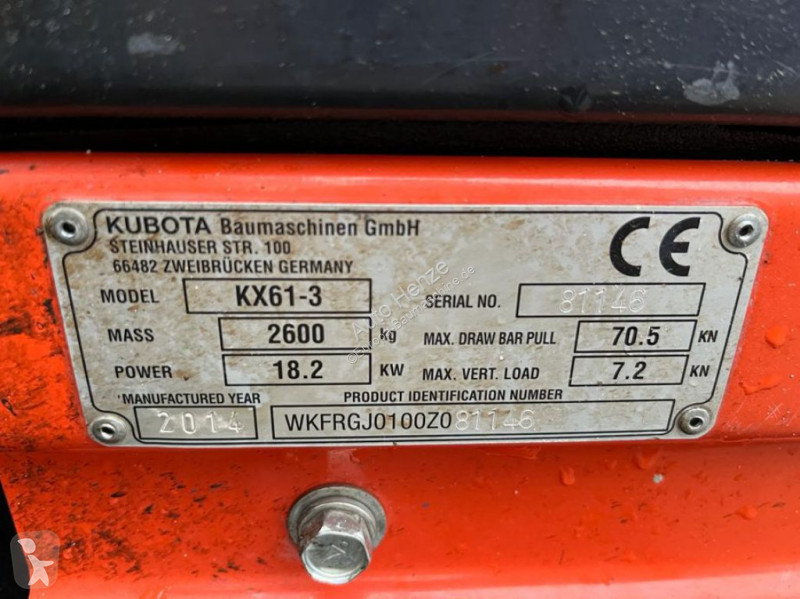 KUBOTA Baumaschinen GmbH
STEINHAUSER STR. 100
66482 ZWEIBRÜCKEN GERMANY
CE
MODEL KX61-3 SERIAL NO. 81146
MASS 2600 kg MAX. DRAW BAR PULL 70.5 KN
POWER 18.2 KW MAX. VERT. LOAD 7.2 KN
MANUFACTURED YEAR PRODUCT IDENTIFICATION NUMBER
2014 WKFRGJ0100Z081146
Auto Henze